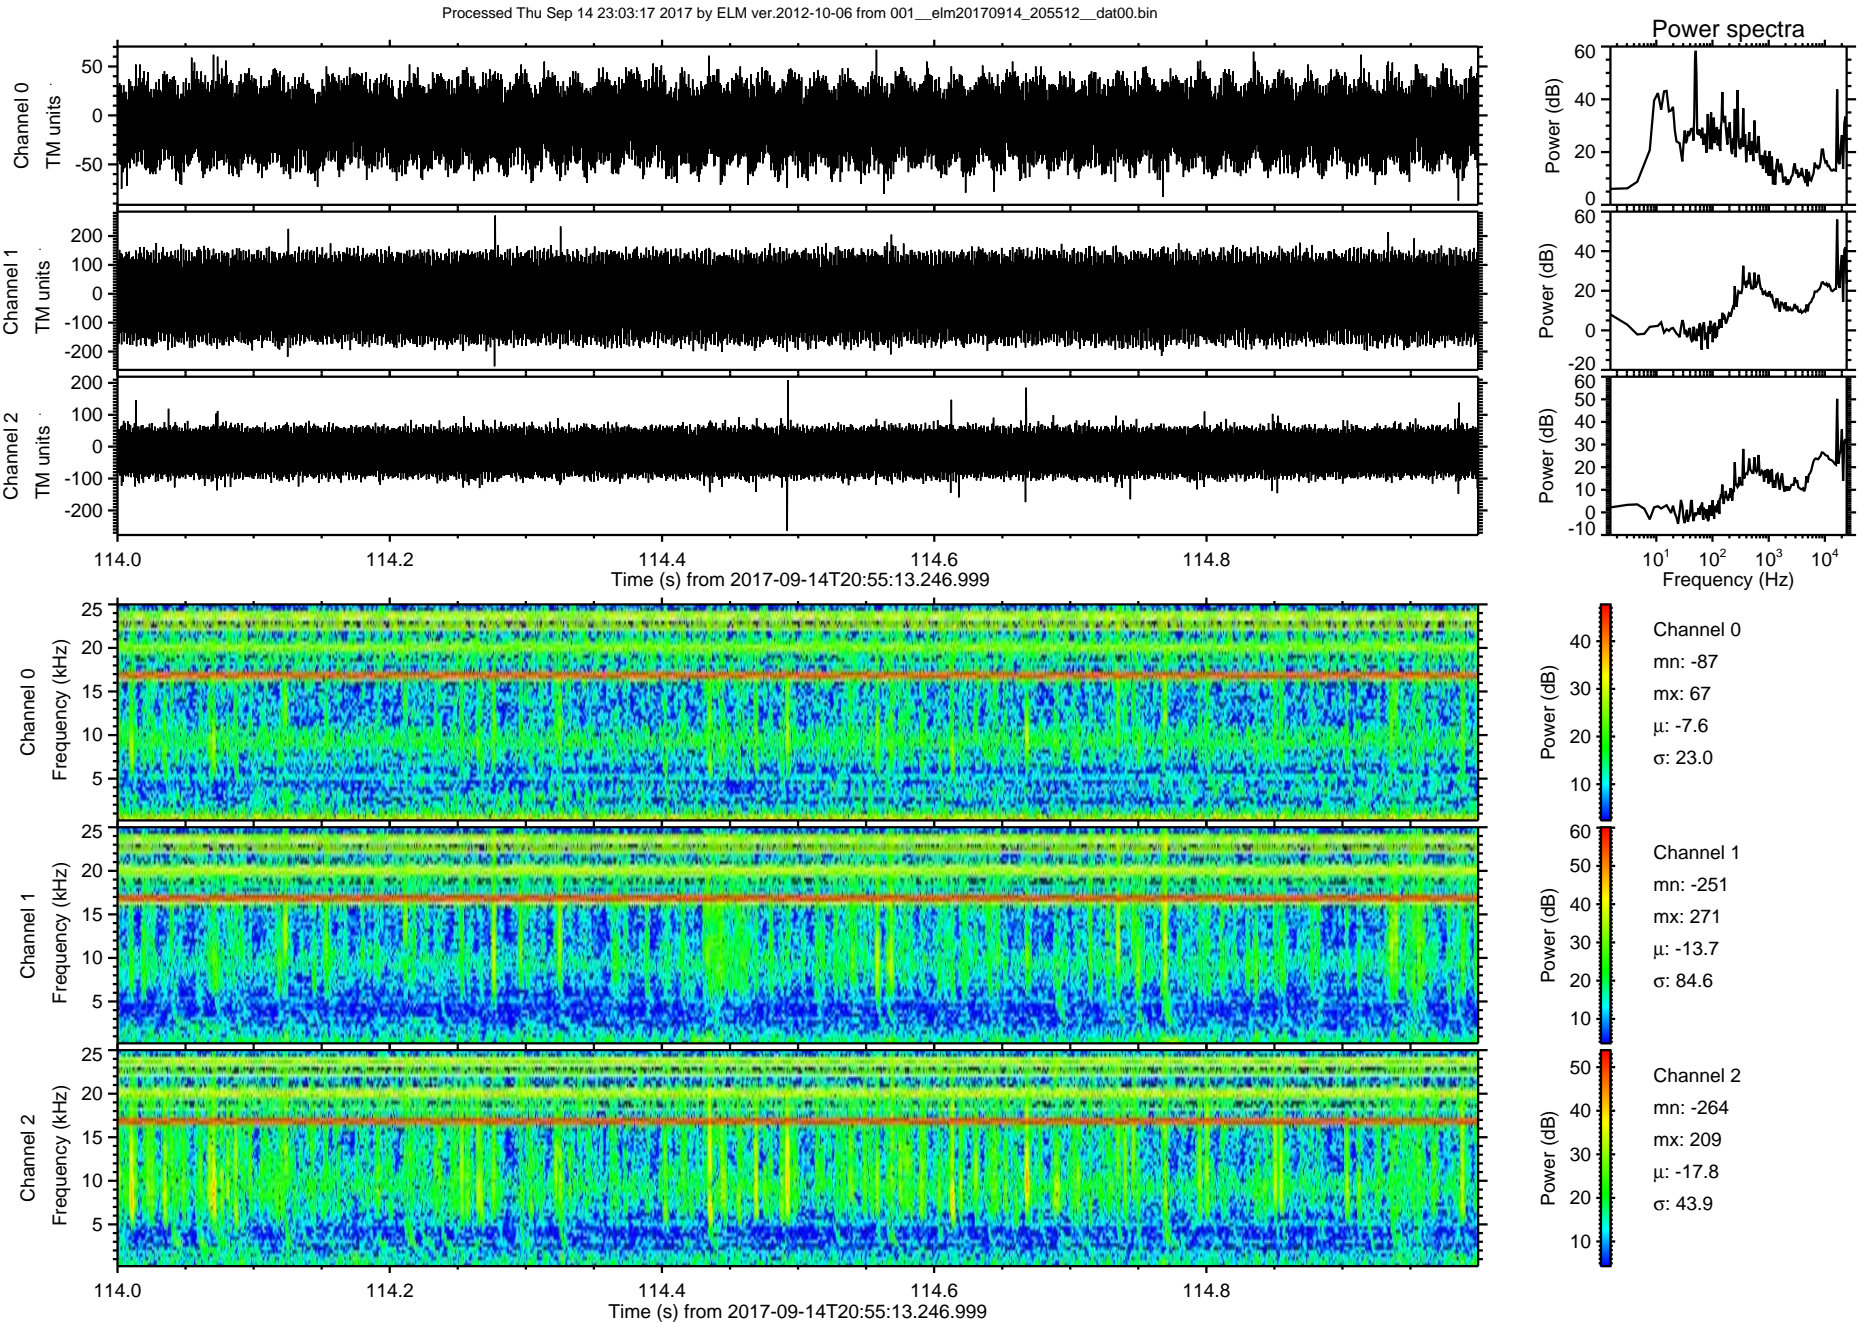 Processed Thu Sep 14 23:03:17 2017 by ELM ver.2012-10-06 from 001__elm20170914_205512__dat00.bin
Power spectra
Channel 0
TM units
50
0
-50
Power (dB)
60
40
20
0
Channel 1
TM units
200
100
0
-100
-200
Power (dB)
60
40
20
0
-20
Channel 2
TM units
200
100
0
-100
-200
Power (dB)
60
50
40
30
20
10
0
-10
114.0 114.2 114.4 114.6 114.8
Time (s) from 2017-09-14T20:55:13.246.999
10^1 10^2 10^3 10^4
Frequency (Hz)
Channel 0
Frequency (kHz)
25
20
15
10
5
Power (dB)
40
30
20
10
Channel 0
mn: -87
mx: 67
μ: -7.6
σ: 23.0
Channel 1
Frequency (kHz)
25
20
15
10
5
Power (dB)
60
50
40
30
20
10
Channel 1
mn: -251
mx: 271
μ: -13.7
σ: 84.6
Channel 2
Frequency (kHz)
25
20
15
10
5
Power (dB)
50
40
30
20
10
Channel 2
mn: -264
mx: 209
μ: -17.8
σ: 43.9
114.0 114.2 114.4 114.6 114.8
Time (s) from 2017-09-14T20:55:13.246.999